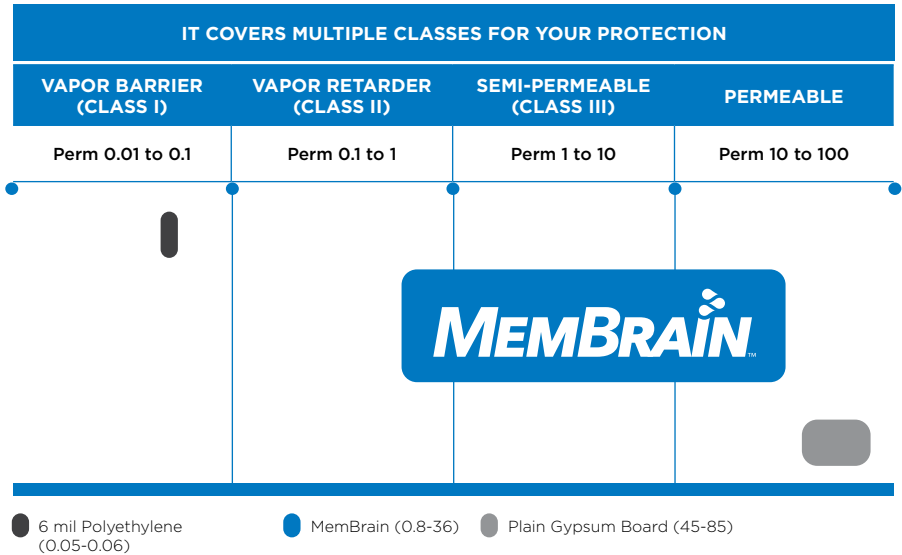 IT COVERS MULTIPLE CLASSES FOR YOUR PROTECTION
VAPOR BARRIER
(CLASS I)
VAPOR RETARDER
(CLASS II)
SEMI-PERMEABLE
(CLASS III)
PERMEABLE
Perm 0.01 to 0.1
Perm 0.1 to 1
Perm 1 to 10
Perm 10 to 100
MEMBRAIN™
6 mil Polyethylene
(0.05-0.06)
MemBrain (0.8-36)
Plain Gypsum Board (45-85)